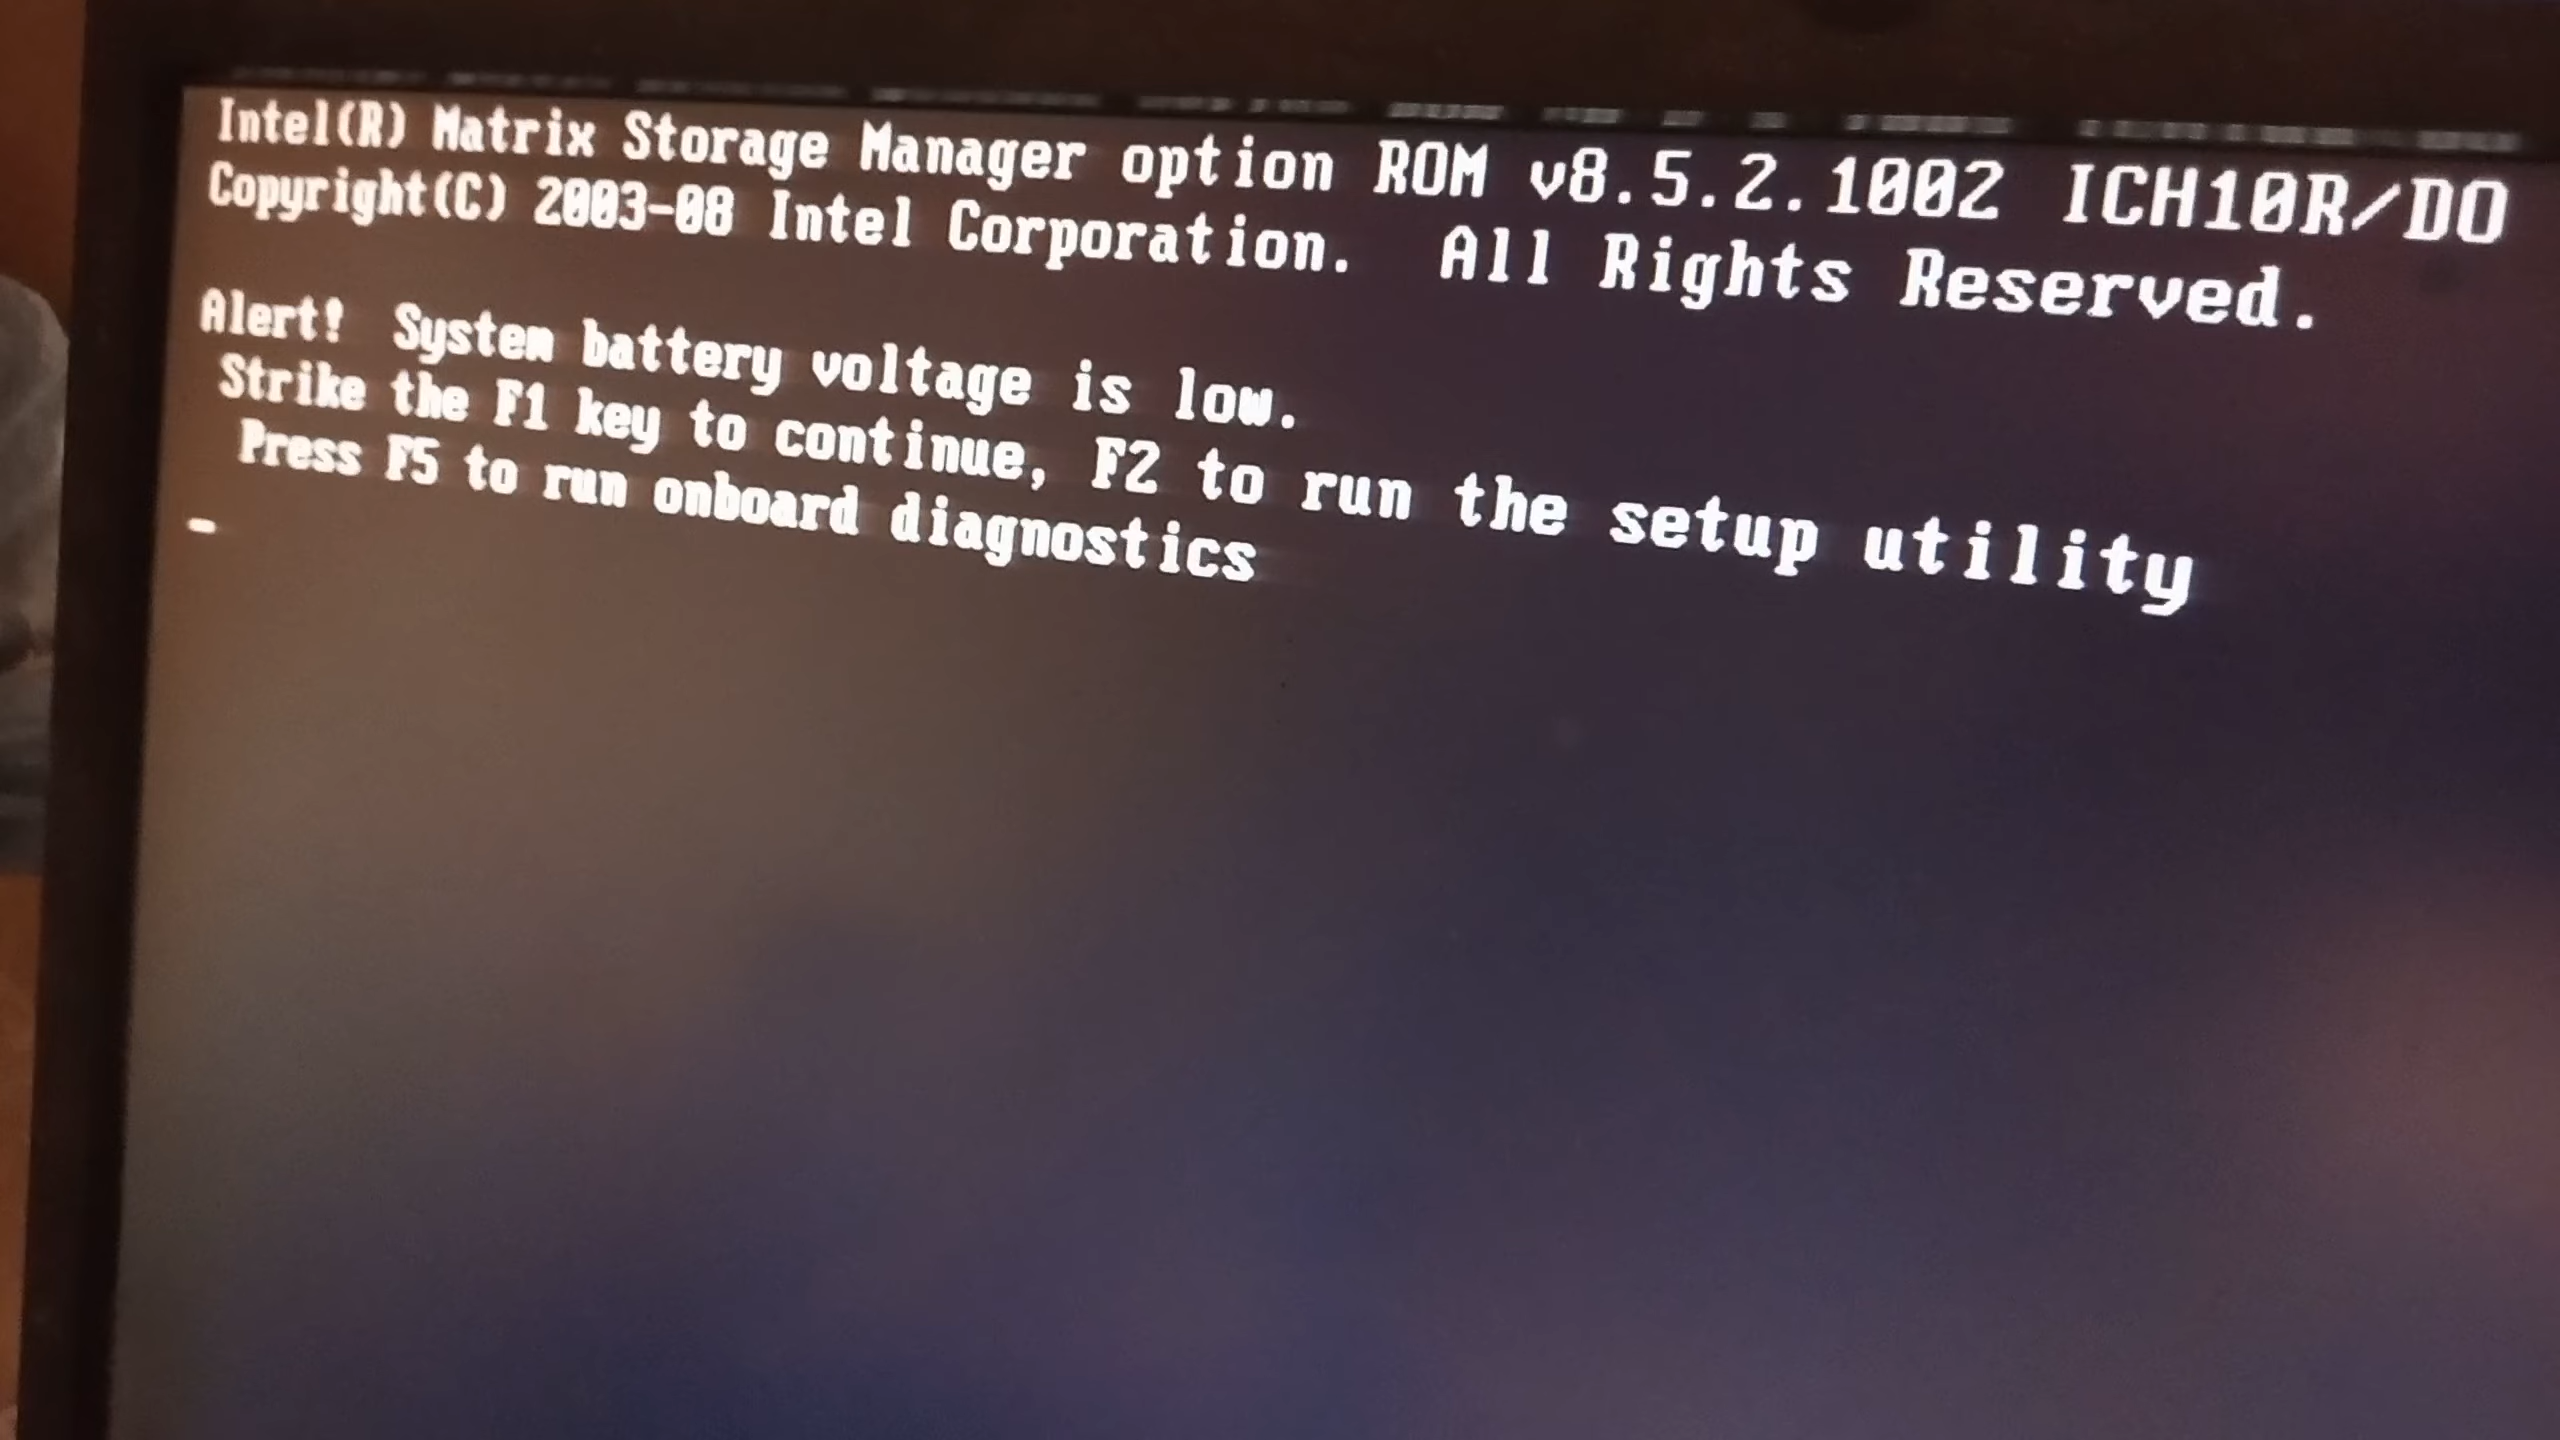 Intel(R) Matrix Storage Manager option ROM v8.5.2.1002 ICH10R/DO
Copyright(C) 2003-08 Intel Corporation.  All Rights Reserved.
Alert!  System battery voltage is low.
Strike the F1 key to continue, F2 to run the setup utility
Press F5 to run onboard diagnostics